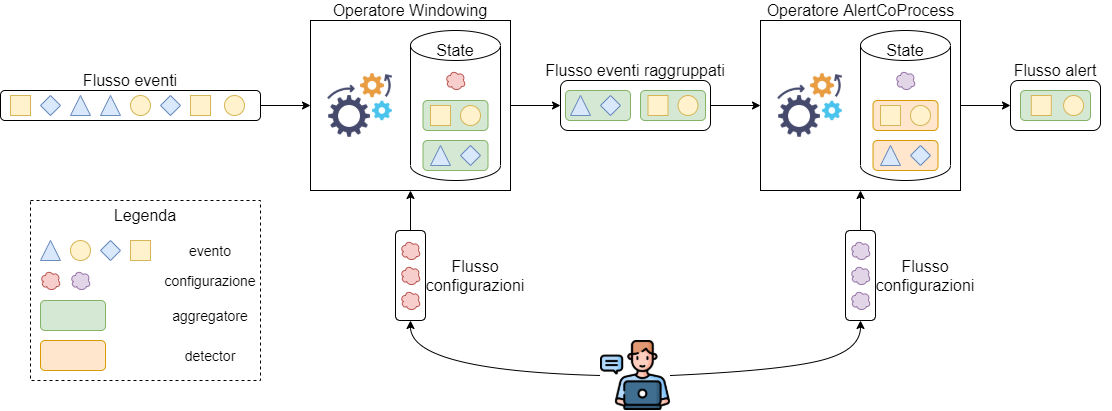 Operatore Windowing
Operatore AlertCoProcess
State
State
Flusso eventi
Flusso eventi raggruppati
Flusso alert
Legenda
evento
configurazione
aggregatore
detector
Flusso
configurazioni
Flusso
configurazioni